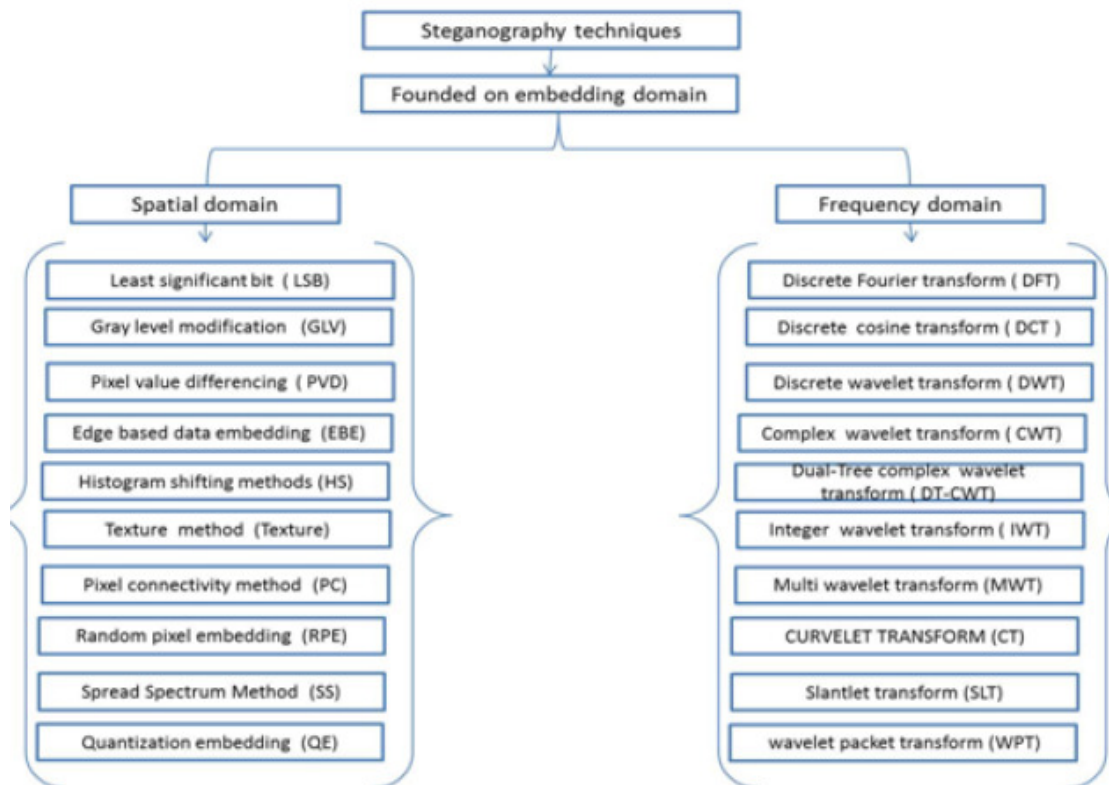 Steganography techniques
Founded on embedding domain
Spatial domain
Least significant bit ( LSB)
Gray level modification (GLV)
Pixel value differencing ( PVD)
Edge based data embedding (EBE)
Histogram shifting methods (HS)
Texture method (Texture)
Pixel connectivity method (PC)
Random pixel embedding (RPE)
Spread Spectrum Method (SS)
Quantization embedding (QE)
Frequency domain
Discrete Fourier transform ( DFT)
Discrete cosine transform ( DCT )
Discrete wavelet transform ( DWT)
Complex wavelet transform ( CWT)
Dual-Tree complex wavelet
transform ( DT-CWT)
Integer wavelet transform ( IWT)
Multi wavelet transform (MWT)
CURVELET TRANSFORM (CT)
Slantlet transform (SLT)
wavelet packet transform (WPT)